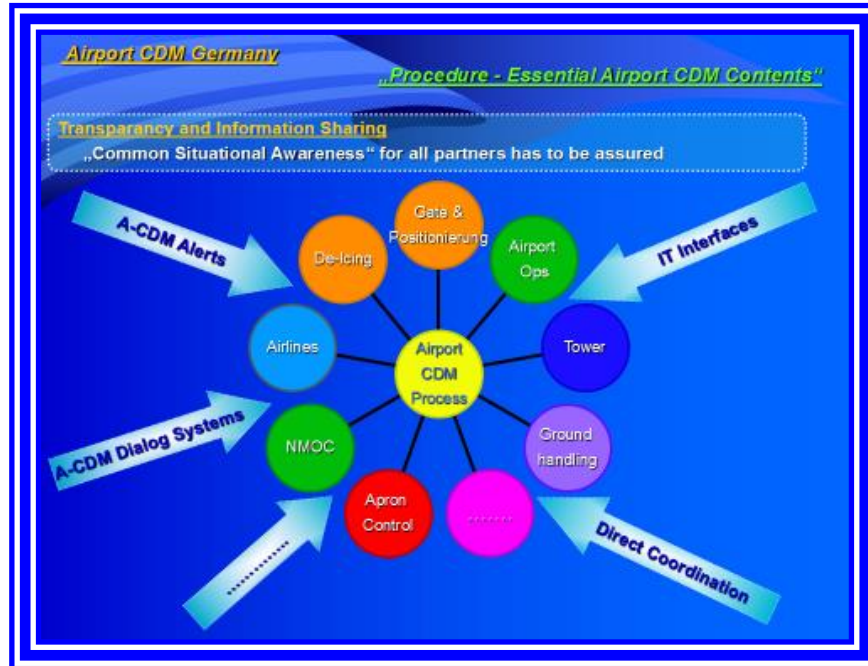 Airport CDM Germany
„Procedure - Essential Airport CDM Contents“
Transparancy and Information Sharing
„Common Situational Awareness“ for all partners has to be assured
A-CDM Alerts
IT Interfaces
Gate &
Positionierung
De-Icing
Airport
Ops
Airlines
Airport
CDM
Process
Tower
A-CDM Dialog Systems
NMOC
Ground
handling
Apron
Control
.......
............
Direct Coordination